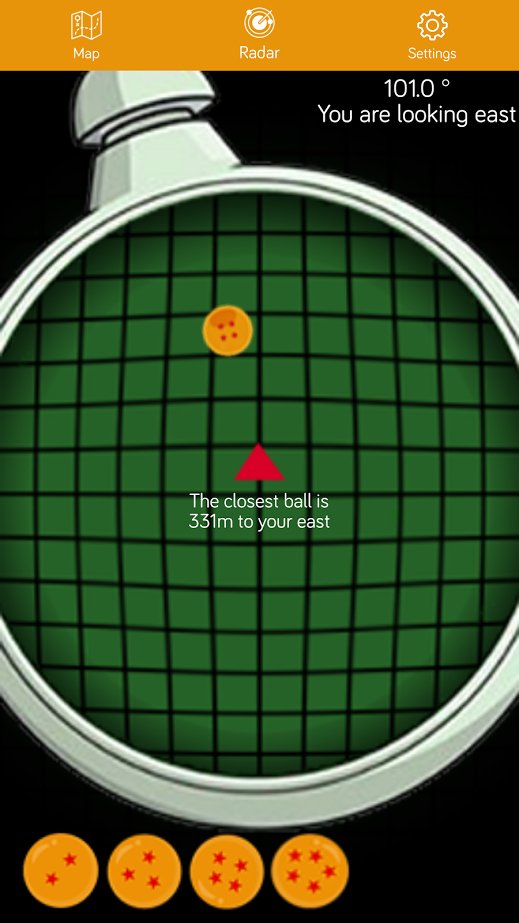 Map
Radar
Settings
101.0 °
You are looking east
The closest ball is
331m to your east